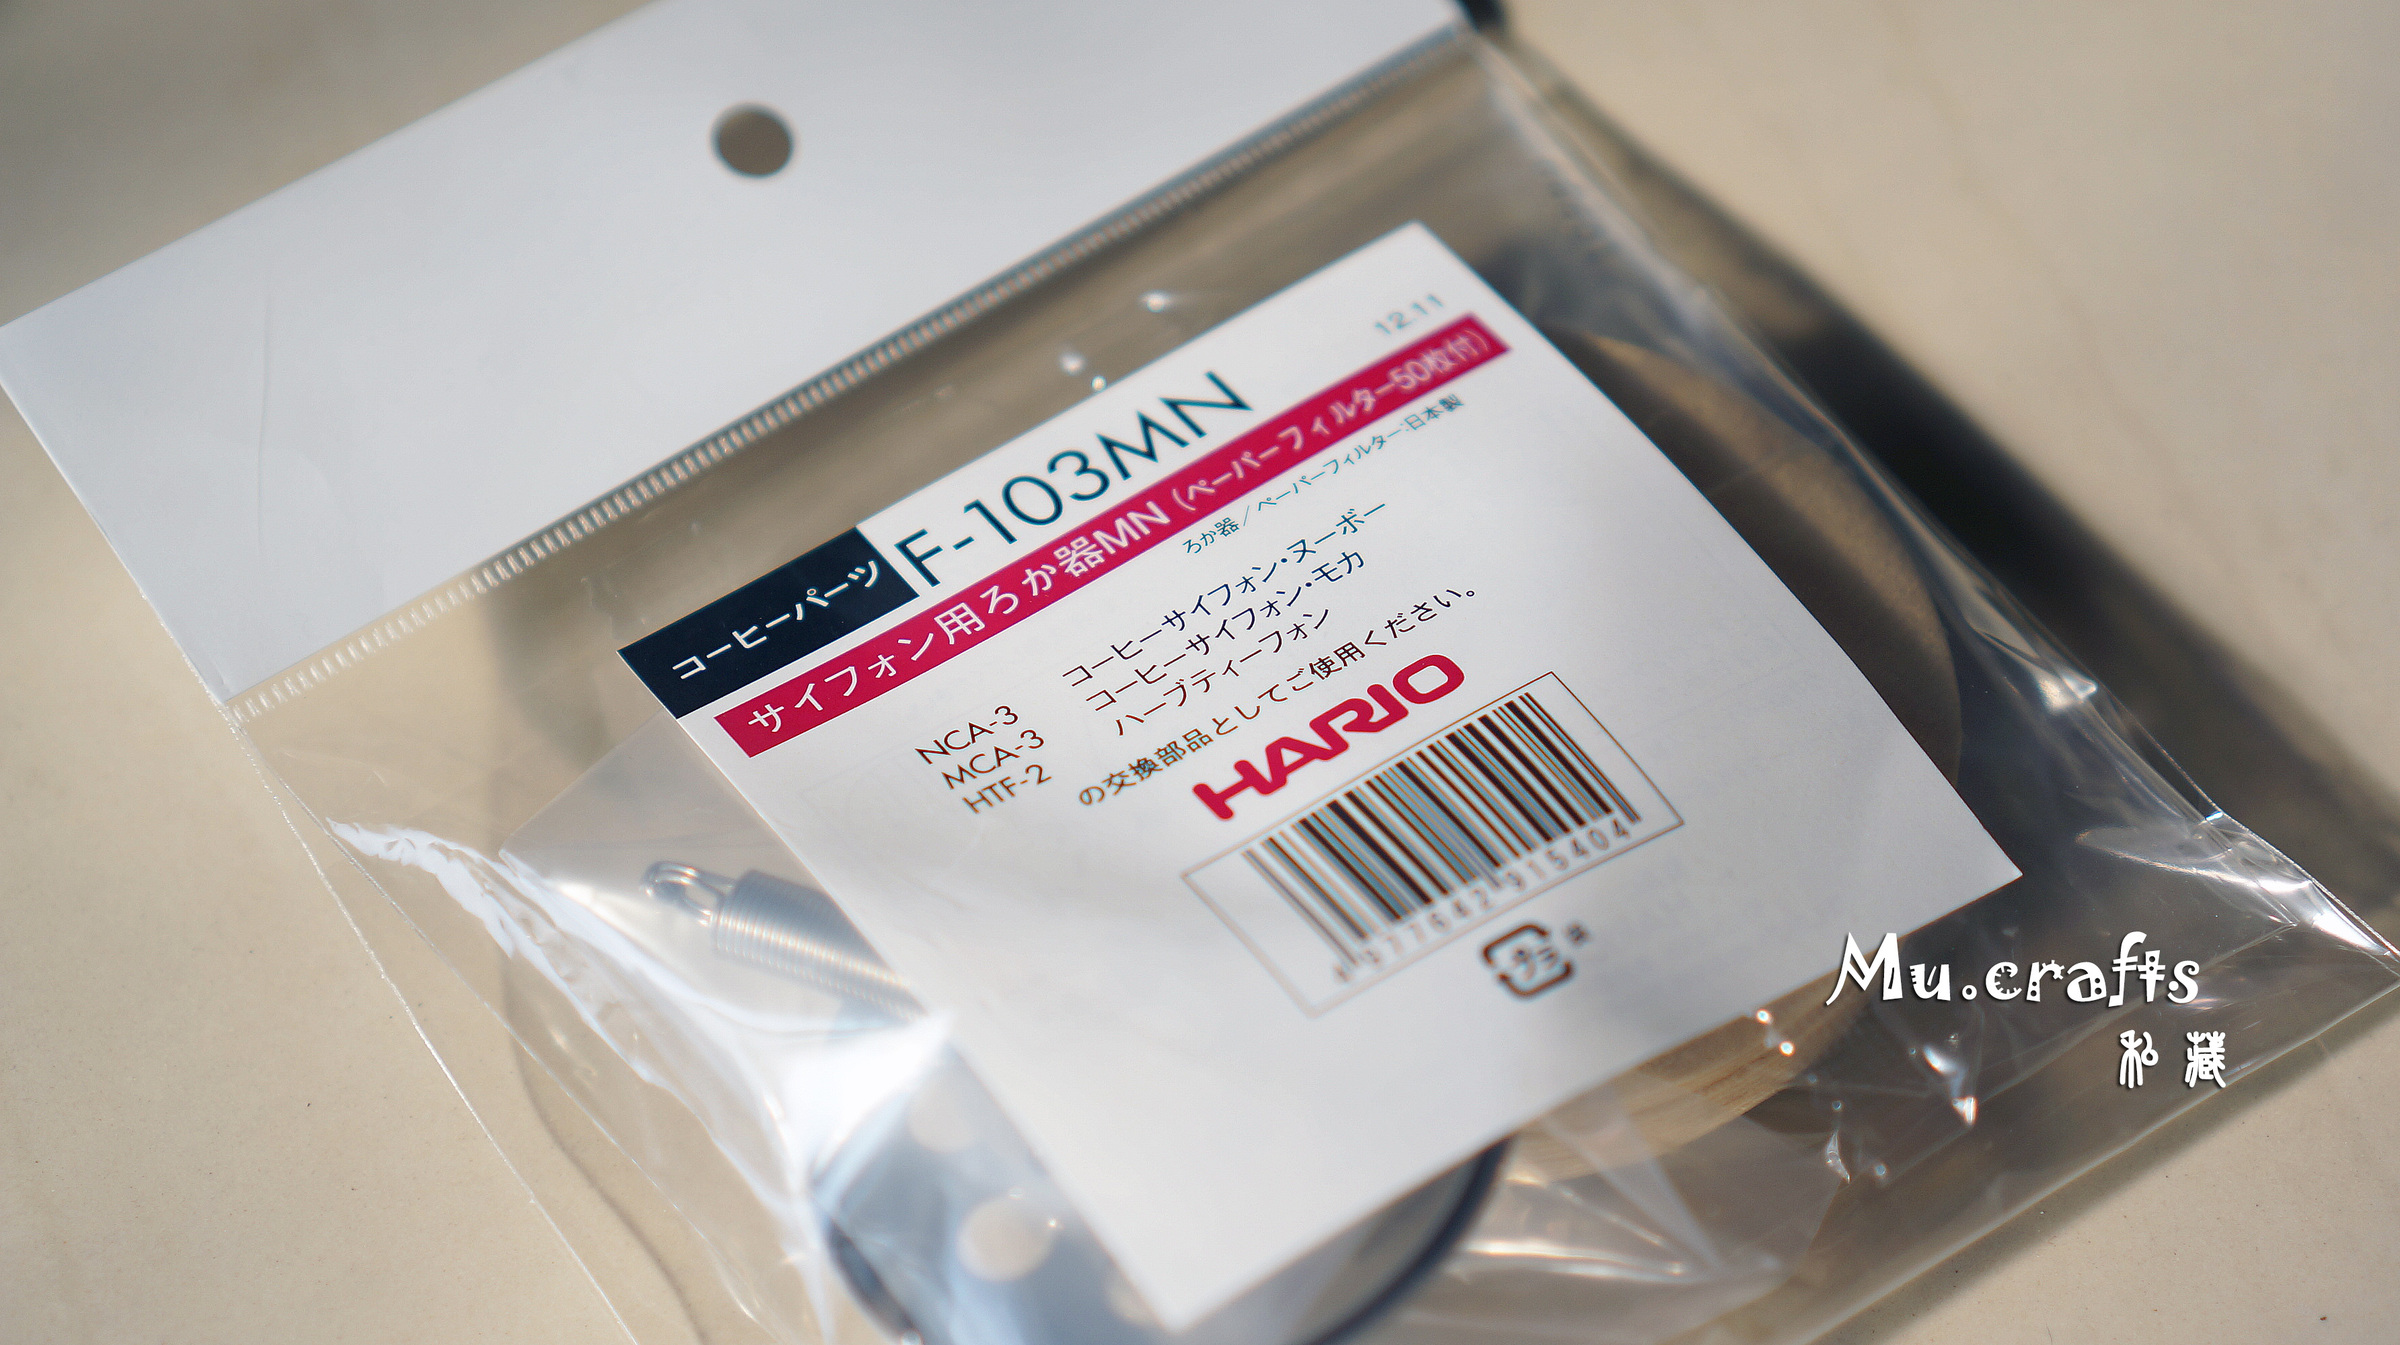 12.11
コーヒーパーツ F-103MN
サイフォン用ろか器MN（ペーパーフィルター50枚付）
ろか器／ペーパーフィルター:日本製
NCA-3 コーヒーサイフォン・ヌーボー
MCA-3 コーヒーサイフォン・モカ
HTF-2 ハーブティーフォン
の交換部品としてご使用ください。
HARIO
4 977642 915404
プラ
Mu.crafts
私藏